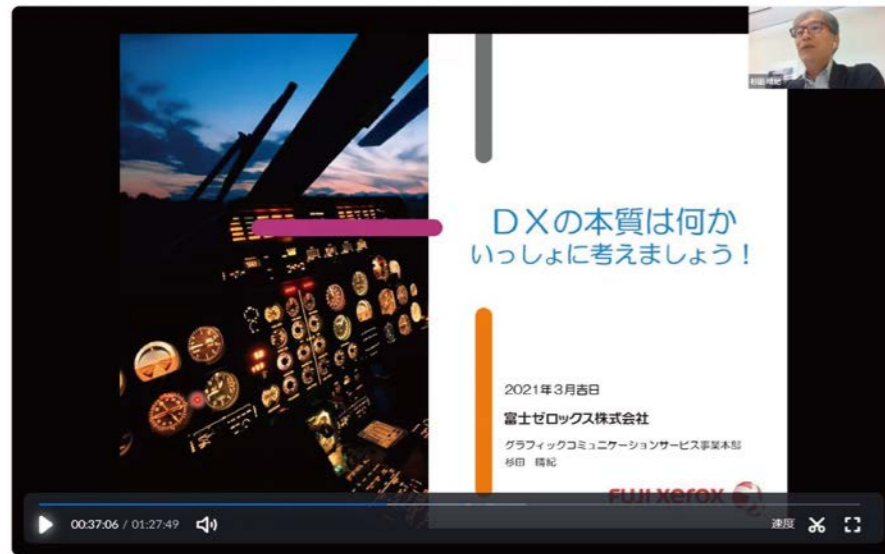 杉田 晴紀
DXの本質は何か
いっしょに考えましょう！
2021年3月吉日
富士ゼロックス株式会社
グラフィックコミュニケーションサービス事業本部
杉田　晴紀
FUJI XEROX
00:37:06 / 01:27:49
速度